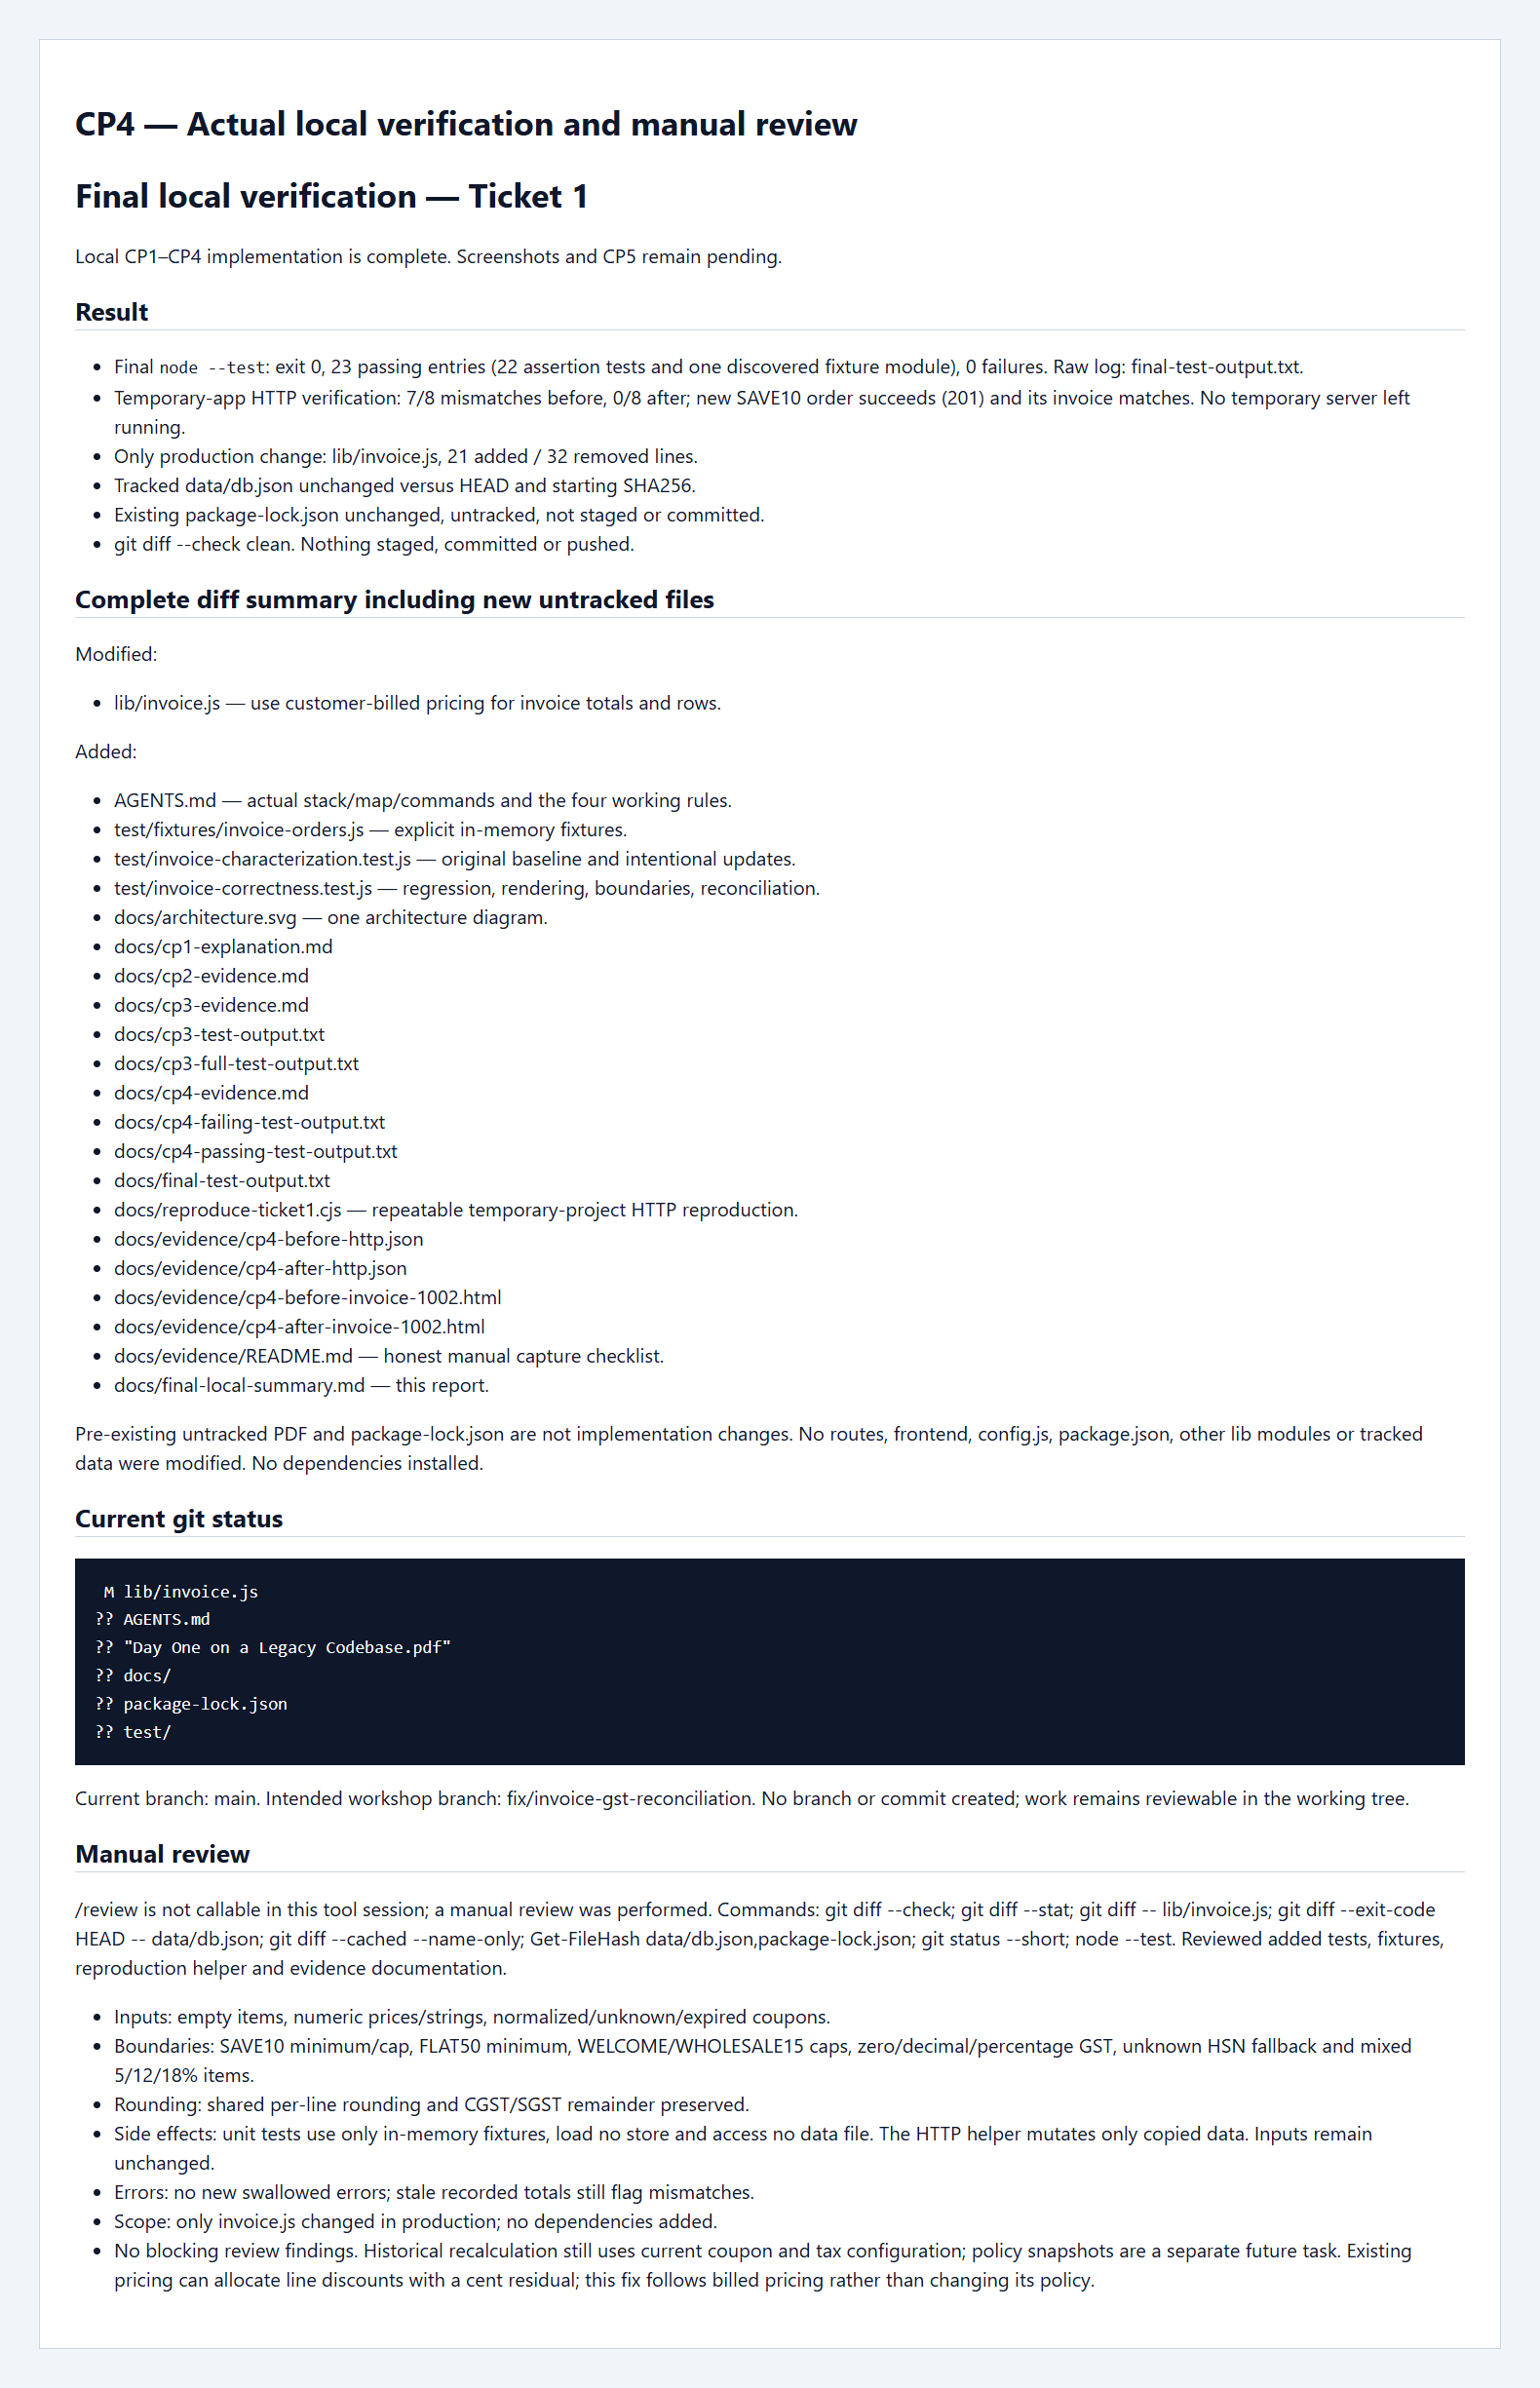 CP4 — Actual local verification and manual review
Final local verification — Ticket 1
Local CP1–CP4 implementation is complete. Screenshots and CP5 remain pending.
Result
• Final node --test: exit 0, 23 passing entries (22 assertion tests and one discovered fixture module), 0 failures. Raw log: final-test-output.txt.
• Temporary-app HTTP verification: 7/8 mismatches before, 0/8 after; new SAVE10 order succeeds (201) and its invoice matches. No temporary server left
running.
• Only production change: lib/invoice.js, 21 added / 32 removed lines.
• Tracked data/db.json unchanged versus HEAD and starting SHA256.
• Existing package-lock.json unchanged, untracked, not staged or committed.
• git diff --check clean. Nothing staged, committed or pushed.
Complete diff summary including new untracked files
Modified:
• lib/invoice.js — use customer-billed pricing for invoice totals and rows.
Added:
• AGENTS.md — actual stack/map/commands and the four working rules.
• test/fixtures/invoice-orders.js — explicit in-memory fixtures.
• test/invoice-characterization.test.js — original baseline and intentional updates.
• test/invoice-correctness.test.js — regression, rendering, boundaries, reconciliation.
• docs/architecture.svg — one architecture diagram.
• docs/cp1-explanation.md
• docs/cp2-evidence.md
• docs/cp3-evidence.md
• docs/cp3-test-output.txt
• docs/cp3-full-test-output.txt
• docs/cp4-evidence.md
• docs/cp4-failing-test-output.txt
• docs/cp4-passing-test-output.txt
• docs/final-test-output.txt
• docs/reproduce-ticket1.cjs — repeatable temporary-project HTTP reproduction.
• docs/evidence/cp4-before-http.json
• docs/evidence/cp4-after-http.json
• docs/evidence/cp4-before-invoice-1002.html
• docs/evidence/cp4-after-invoice-1002.html
• docs/evidence/README.md — honest manual capture checklist.
• docs/final-local-summary.md — this report.
Pre-existing untracked PDF and package-lock.json are not implementation changes. No routes, frontend, config.js, package.json, other lib modules or tracked
data were modified. No dependencies installed.
Current git status
 M lib/invoice.js
?? AGENTS.md
?? "Day One on a Legacy Codebase.pdf"
?? docs/
?? package-lock.json
?? test/
Current branch: main. Intended workshop branch: fix/invoice-gst-reconciliation. No branch or commit created; work remains reviewable in the working tree.
Manual review
/review is not callable in this tool session; a manual review was performed. Commands: git diff --check; git diff --stat; git diff -- lib/invoice.js; git diff --exit-code
HEAD -- data/db.json; git diff --cached --name-only; Get-FileHash data/db.json,package-lock.json; git status --short; node --test. Reviewed added tests, fixtures,
reproduction helper and evidence documentation.
• Inputs: empty items, numeric prices/strings, normalized/unknown/expired coupons.
• Boundaries: SAVE10 minimum/cap, FLAT50 minimum, WELCOME/WHOLESALE15 caps, zero/decimal/percentage GST, unknown HSN fallback and mixed
5/12/18% items.
• Rounding: shared per-line rounding and CGST/SGST remainder preserved.
• Side effects: unit tests use only in-memory fixtures, load no store and access no data file. The HTTP helper mutates only copied data. Inputs remain
unchanged.
• Errors: no new swallowed errors; stale recorded totals still flag mismatches.
• Scope: only invoice.js changed in production; no dependencies added.
• No blocking review findings. Historical recalculation still uses current coupon and tax configuration; policy snapshots are a separate future task. Existing
pricing can allocate line discounts with a cent residual; this fix follows billed pricing rather than changing its policy.